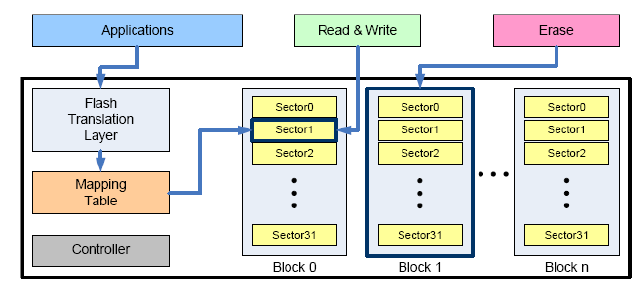 Applications
Read & Write
Erase
Flash
Translation
Layer
Mapping
Table
Controller
Sector0
Sector1
Sector2
Sector31
Block 0
Sector0
Sector1
Sector2
Sector31
Block 1
Sector0
Sector1
Sector2
Sector31
Block n